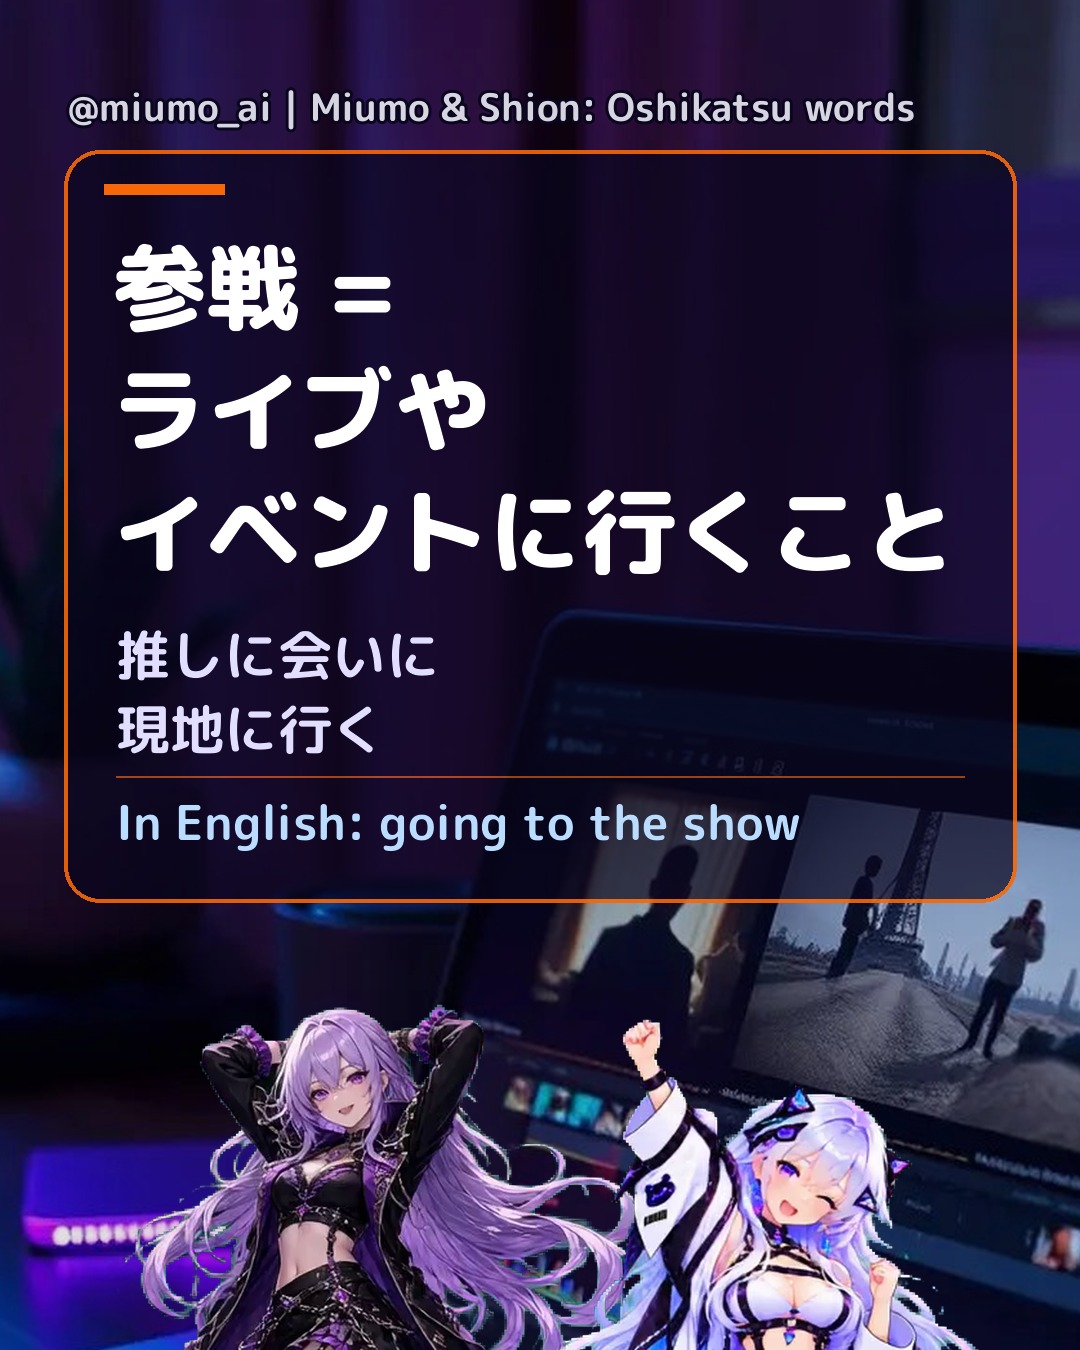 @miumo_ai | Miumo & Shion: Oshikatsu words
参戦 =
ライブや
イベントに行くこと
推しに会いに
現地に行く
In English: going to the show